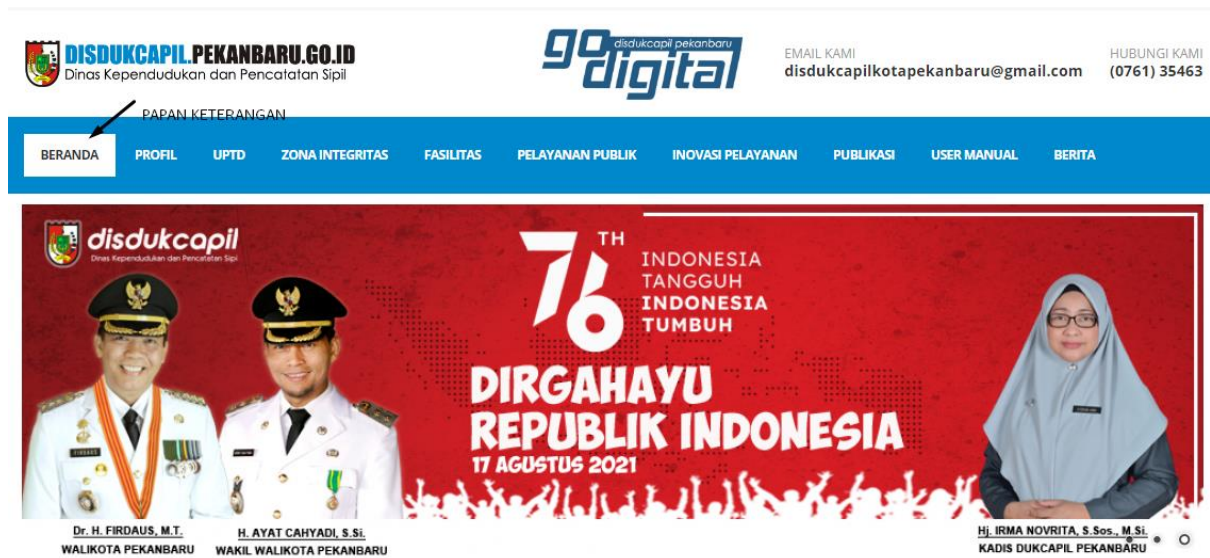 DISDUKCAPIL.PEKANBARU.GO.ID
Dinas Kependudukan dan Pencatatan Sipil
go digital
disdukcapil pekanbaru
EMAIL KAMI
disdukcapilkotapekanbaru@gmail.com
HUBUNGI KAMI
(0761) 35463
PAPAN KETERANGAN
BERANDA PROFIL UPTD ZONA INTEGRITAS FASILITAS PELAYANAN PUBLIK INOVASI PELAYANAN PUBLIKASI USER MANUAL BERITA
disdukcapil
Dinas Kependudukan dan Pencatatan Sipi
76 TH
INDONESIA
TANGGUH
INDONESIA
TUMBUH
DIRGAHAYU
REPUBLIK INDONESIA
17 AGUSTUS 2021
FIRDAUS
Dr. H. FIRDAUS, M.T.
WALIKOTA PEKANBARU
H. AYAT CAHYADI, S.Si.
WAKIL WALIKOTA PEKANBARU
Hj. IRMA NOVRITA, S.Sos., M.Si.
KADIS DUKCAPIL PEKANBARU